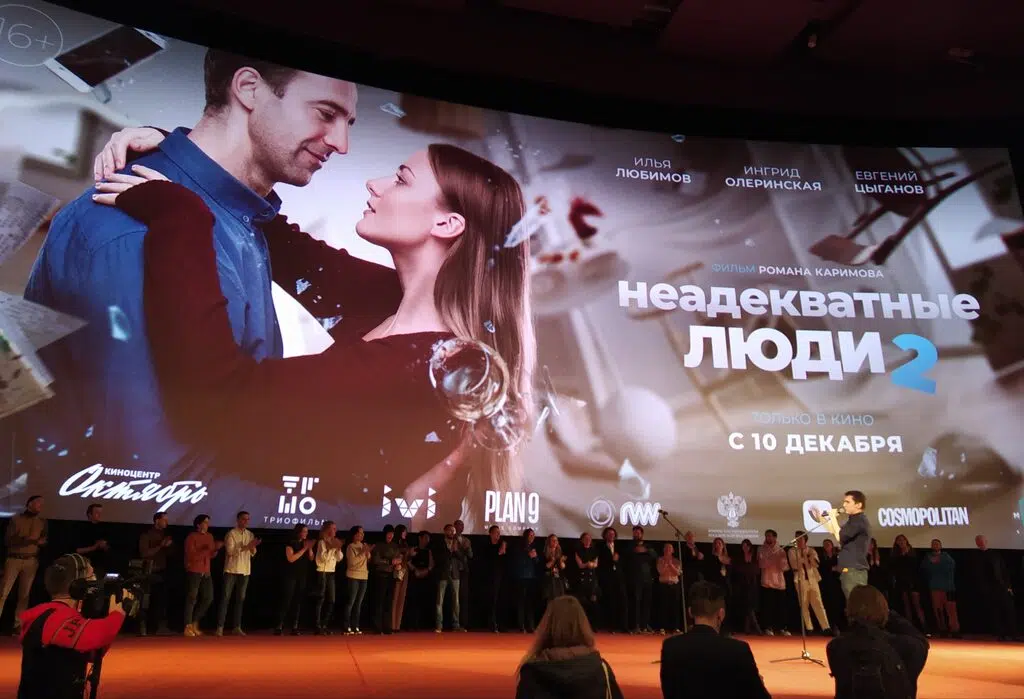 16+
ИЛЬЯ
ЛЮБИМОВ
ИНГРИД
ОЛЕРИНСКАЯ
ЕВГЕНИЙ
ЦЫГАНОВ
ФИЛЬМ РОМАНА КАРИМОВА
неадекватные
люди 2
ТОЛЬКО В КИНО
С 10 ДЕКАБРЯ
КИНОЦЕНТР
Октябрь
ТРИОФИЛЬМ
ivi
PLAN 9
COSMOPOLITAN